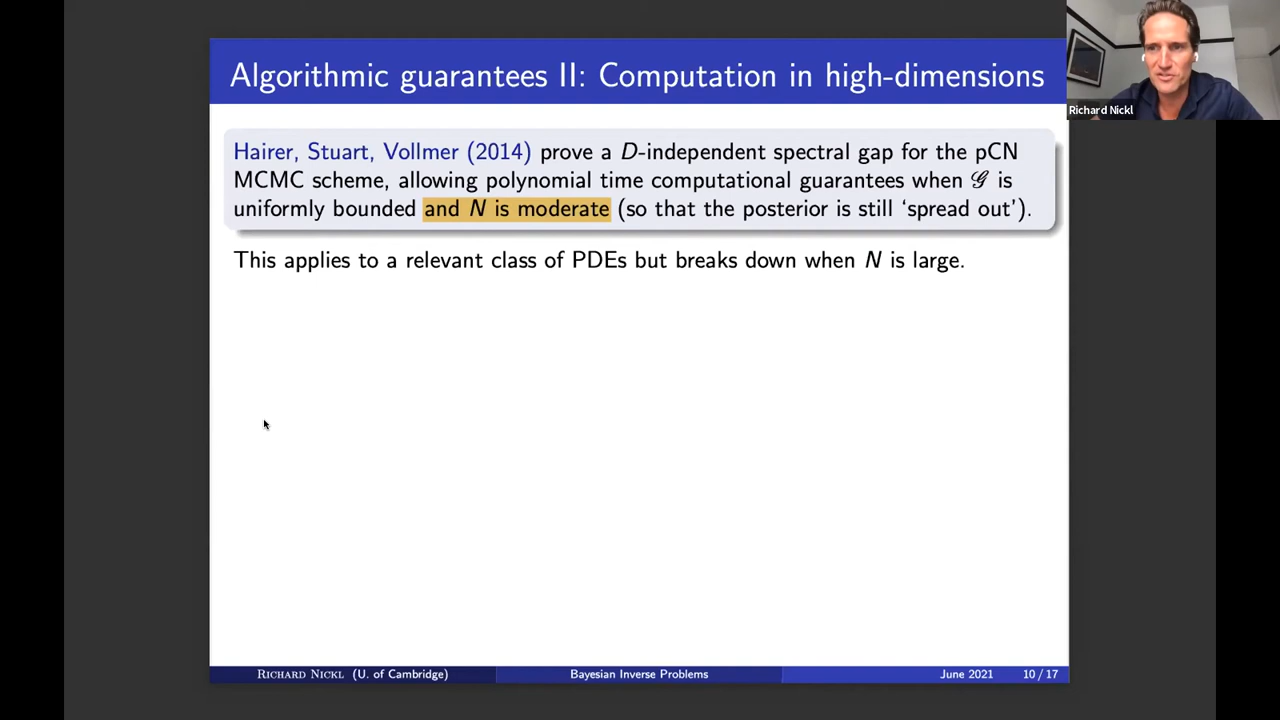 Algorithmic guarantees II: Computation in high-dimensions
Richard Nickl
Hairer, Stuart, Vollmer (2014) prove a D-independent spectral gap for the pCN
MCMC scheme, allowing polynomial time computational guarantees when 𝒢 is
uniformly bounded and N is moderate (so that the posterior is still ‘spread out’).
This applies to a relevant class of PDEs but breaks down when N is large.
RICHARD NICKL (U. of Cambridge)
Bayesian Inverse Problems
June 2021
10 / 17